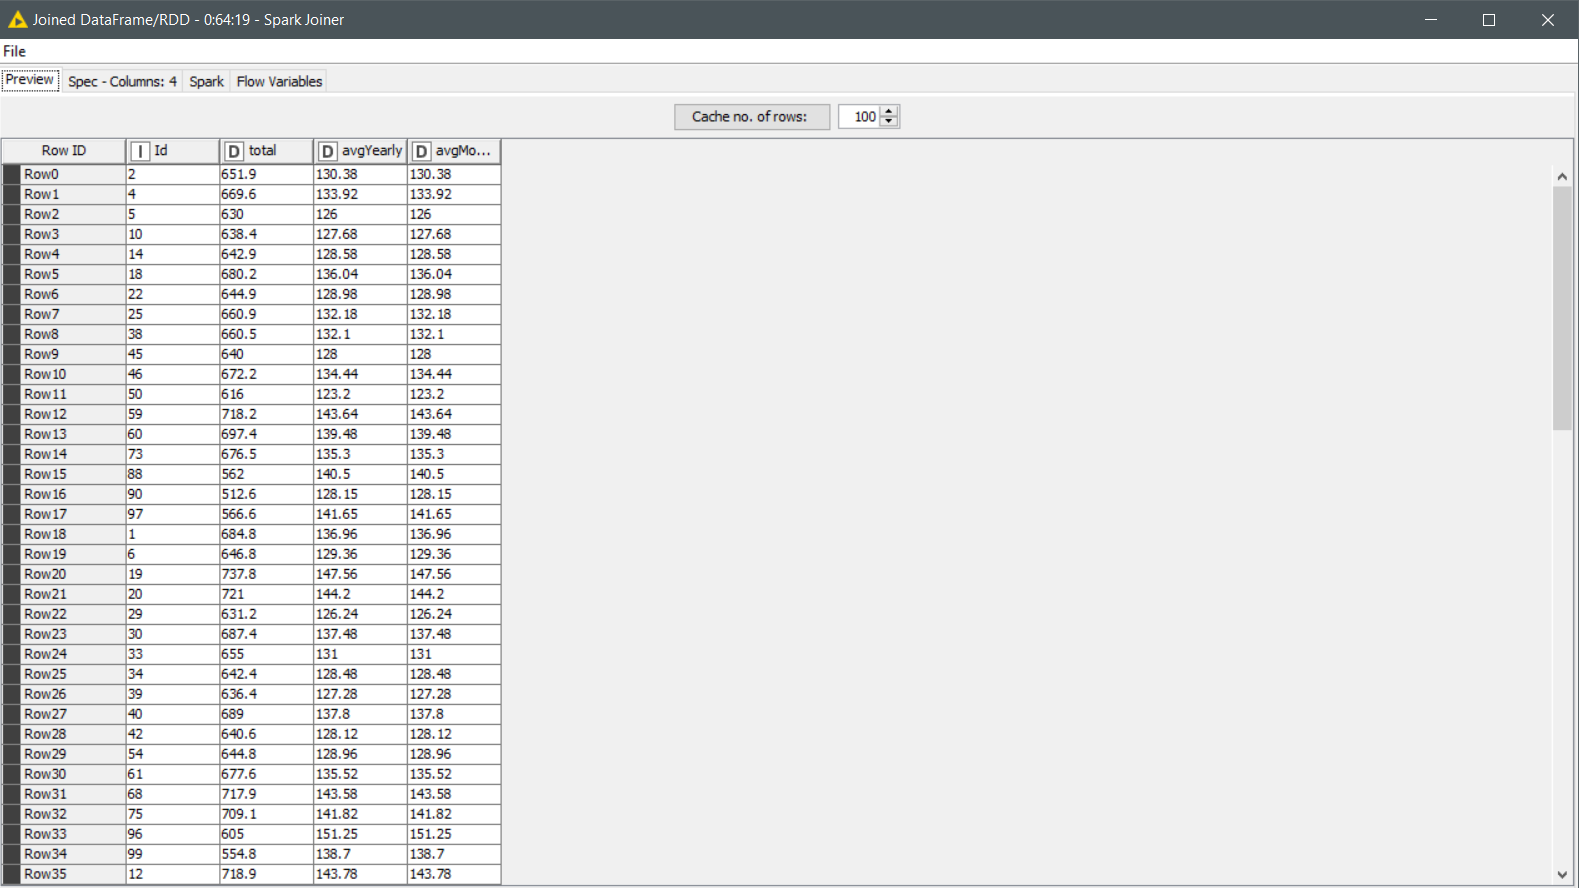 Joined DataFrame/RDD - 0:64:19 - Spark Joiner
File
Preview Spec - Columns: 4 Spark Flow Variables
Cache no. of rows: 100
Row ID I Id D total D avgYearly D avgMo...
Row0 2 651.9 130.38 130.38
Row1 4 669.6 133.92 133.92
Row2 5 630 126 126
Row3 10 638.4 127.68 127.68
Row4 14 642.9 128.58 128.58
Row5 18 680.2 136.04 136.04
Row6 22 644.9 128.98 128.98
Row7 25 660.9 132.18 132.18
Row8 38 660.5 132.1 132.1
Row9 45 640 128 128
Row10 46 672.2 134.44 134.44
Row11 50 616 123.2 123.2
Row12 59 718.2 143.64 143.64
Row13 60 697.4 139.48 139.48
Row14 73 676.5 135.3 135.3
Row15 88 562 140.5 140.5
Row16 90 512.6 128.15 128.15
Row17 97 566.6 141.65 141.65
Row18 1 684.8 136.96 136.96
Row19 6 646.8 129.36 129.36
Row20 19 737.8 147.56 147.56
Row21 20 721 144.2 144.2
Row22 29 631.2 126.24 126.24
Row23 30 687.4 137.48 137.48
Row24 33 655 131 131
Row25 34 642.4 128.48 128.48
Row26 39 636.4 127.28 127.28
Row27 40 689 137.8 137.8
Row28 42 640.6 128.12 128.12
Row29 54 644.8 128.96 128.96
Row30 61 677.6 135.52 135.52
Row31 68 717.9 143.58 143.58
Row32 75 709.1 141.82 141.82
Row33 96 605 151.25 151.25
Row34 99 554.8 138.7 138.7
Row35 12 718.9 143.78 143.78